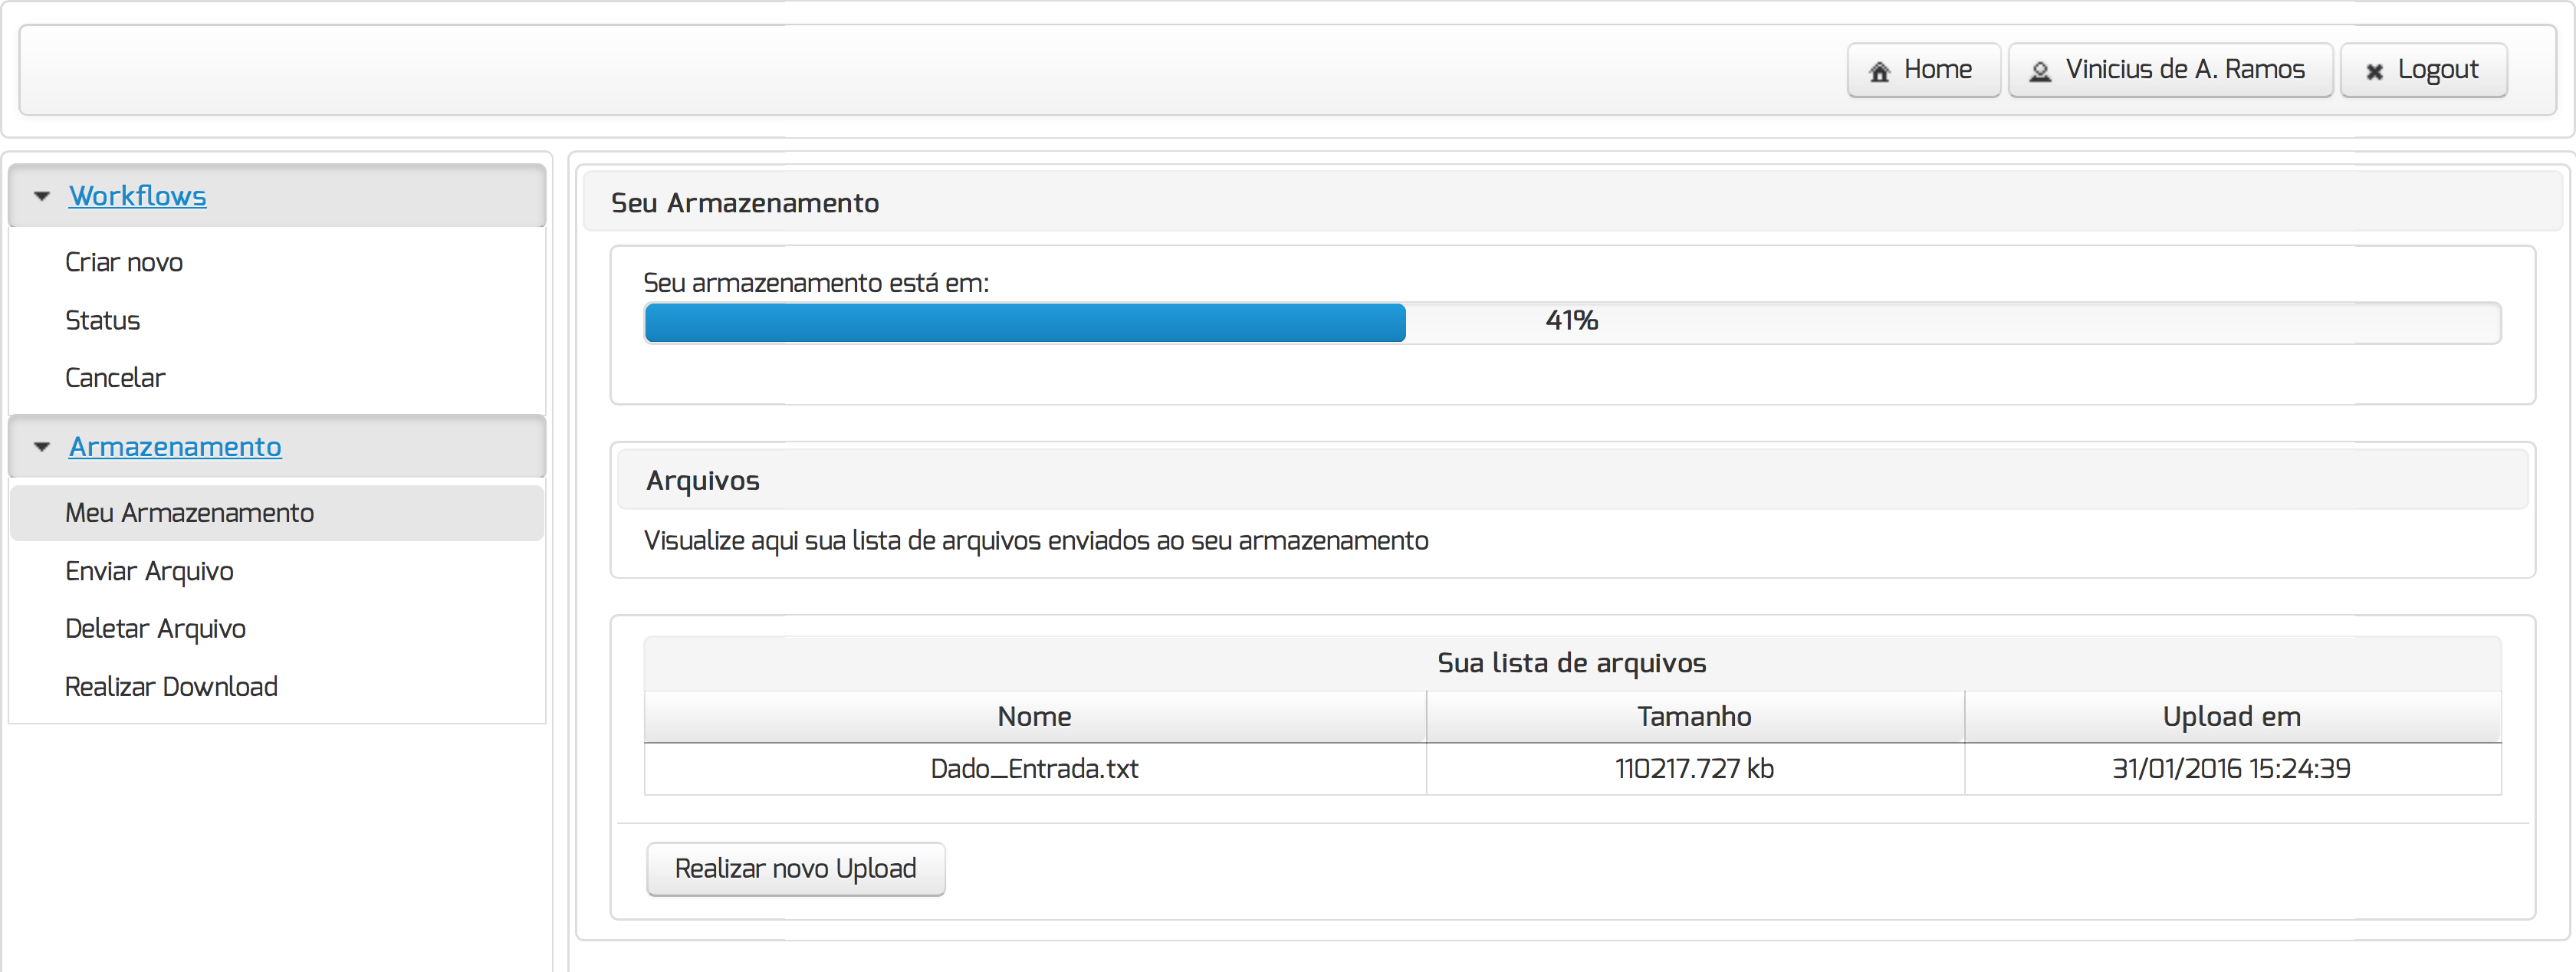 Home Vinicius de A. Ramos Logout
Workflows
Criar novo
Status
Cancelar
Armazenamento
Meu Armazenamento
Enviar Arquivo
Deletar Arquivo
Realizar Download
Seu Armazenamento
Seu armazenamento está em:
41%
Arquivos
Visualize aqui sua lista de arquivos enviados ao seu armazenamento
Sua lista de arquivos
Nome Tamanho Upload em
Dado_Entrada.txt 110217.727 kb 31/01/2016 15:24:39
Realizar novo Upload